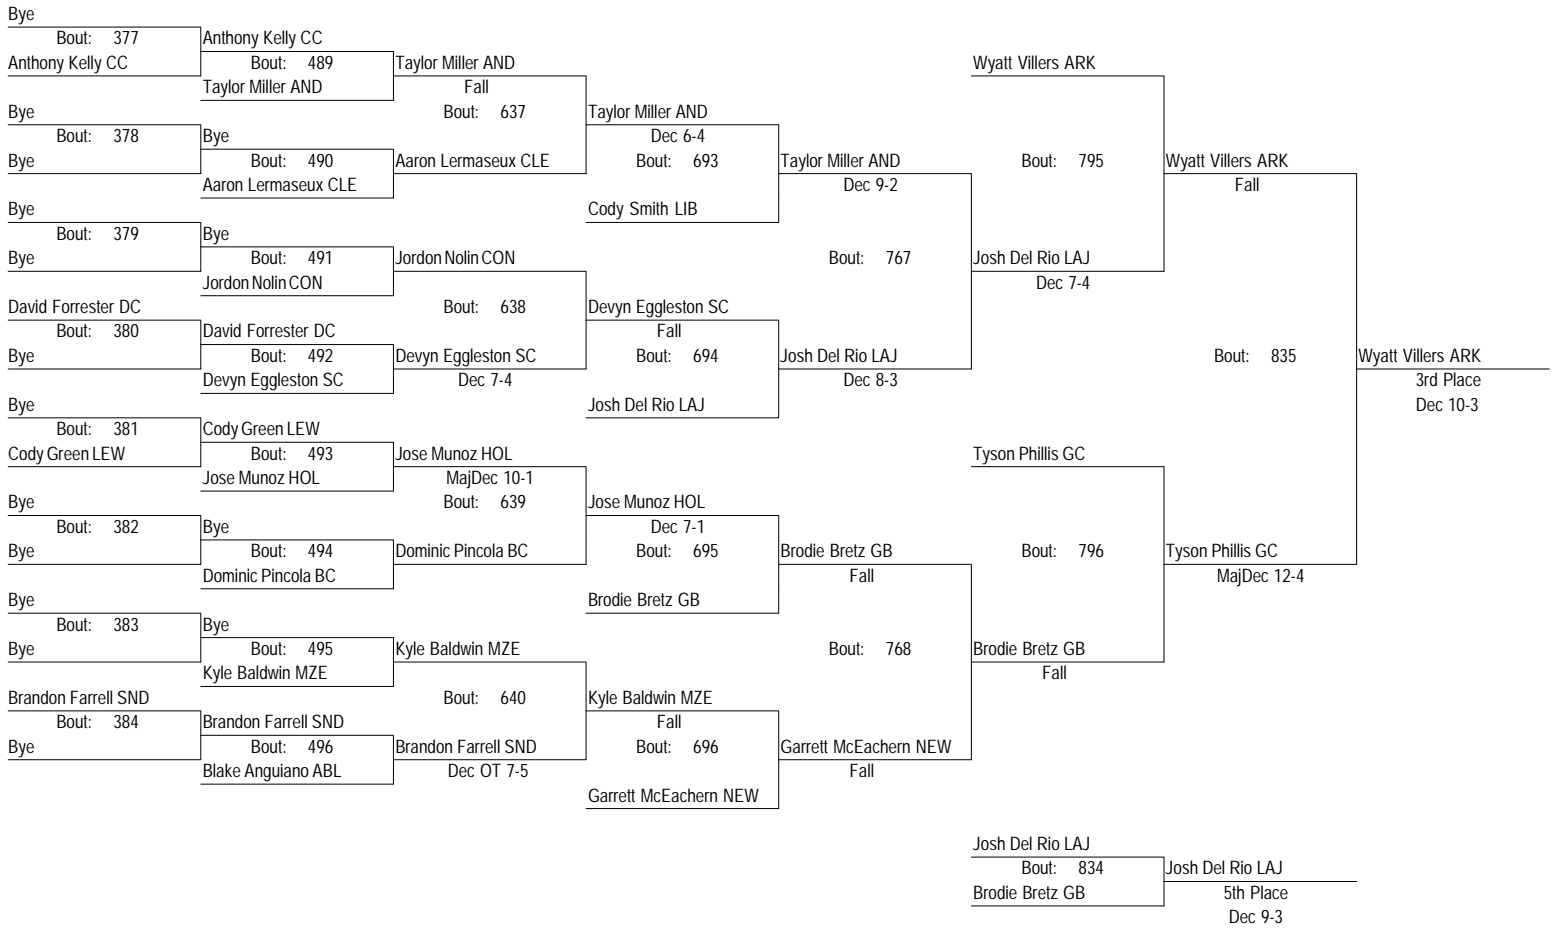 Bye
Bout: 377
Anthony Kelly CC
Bye
Bout: 378
Bye
Bye
Bout: 379
Bye
David Forrester DC
Bout: 380
Bye
Bye
Bout: 381
Cody Green LEW
Bye
Bout: 382
Bye
Bye
Bout: 383
Bye
Brandon Farrell SND
Bout: 384
Bye
Anthony Kelly CC
Bout: 489
Taylor Miller AND
Bye
Bout: 490
Aaron Lermaseux CLE
Bye
Bout: 491
Jordon Nolin CON
David Forrester DC
Bout: 492
Devyn Eggleston SC
Cody Green LEW
Bout: 493
Jose Munoz HOL
Bye
Bout: 494
Dominic Pincola BC
Bye
Bout: 495
Kyle Baldwin MZE
Brandon Farrell SND
Bout: 496
Blake Anguiano ABL
Taylor Miller AND
Fall
Bout: 637
Aaron Lermaseux CLE
Jordon Nolin CON
Bout: 638
Devyn Eggleston SC
Dec 7-4
Jose Munoz HOL
MajDec 10-1
Bout: 639
Dominic Pincola BC
Kyle Baldwin MZE
Bout: 640
Brandon Farrell SND
Dec OT 7-5
Taylor Miller AND
Dec 6-4
Bout: 693
Cody Smith LIB
Devyn Eggleston SC
Fall
Bout: 694
Josh Del Rio LAJ
Jose Munoz HOL
Dec 7-1
Bout: 695
Brodie Bretz GB
Kyle Baldwin MZE
Fall
Bout: 696
Garrett McEachern NEW
Taylor Miller AND
Dec 9-2
Bout: 767
Josh Del Rio LAJ
Dec 8-3
Brodie Bretz GB
Fall
Bout: 768
Garrett McEachern NEW
Fall
Wyatt Villers ARK
Bout: 795
Josh Del Rio LAJ
Dec 7-4
Tyson Phillis GC
Bout: 796
Brodie Bretz GB
Fall
Wyatt Villers ARK
Fall
Bout: 835
Tyson Phillis GC
MajDec 12-4
Wyatt Villers ARK
3rd Place
Dec 10-3
Josh Del Rio LAJ
Bout: 834
Brodie Bretz GB
Josh Del Rio LAJ
5th Place
Dec 9-3